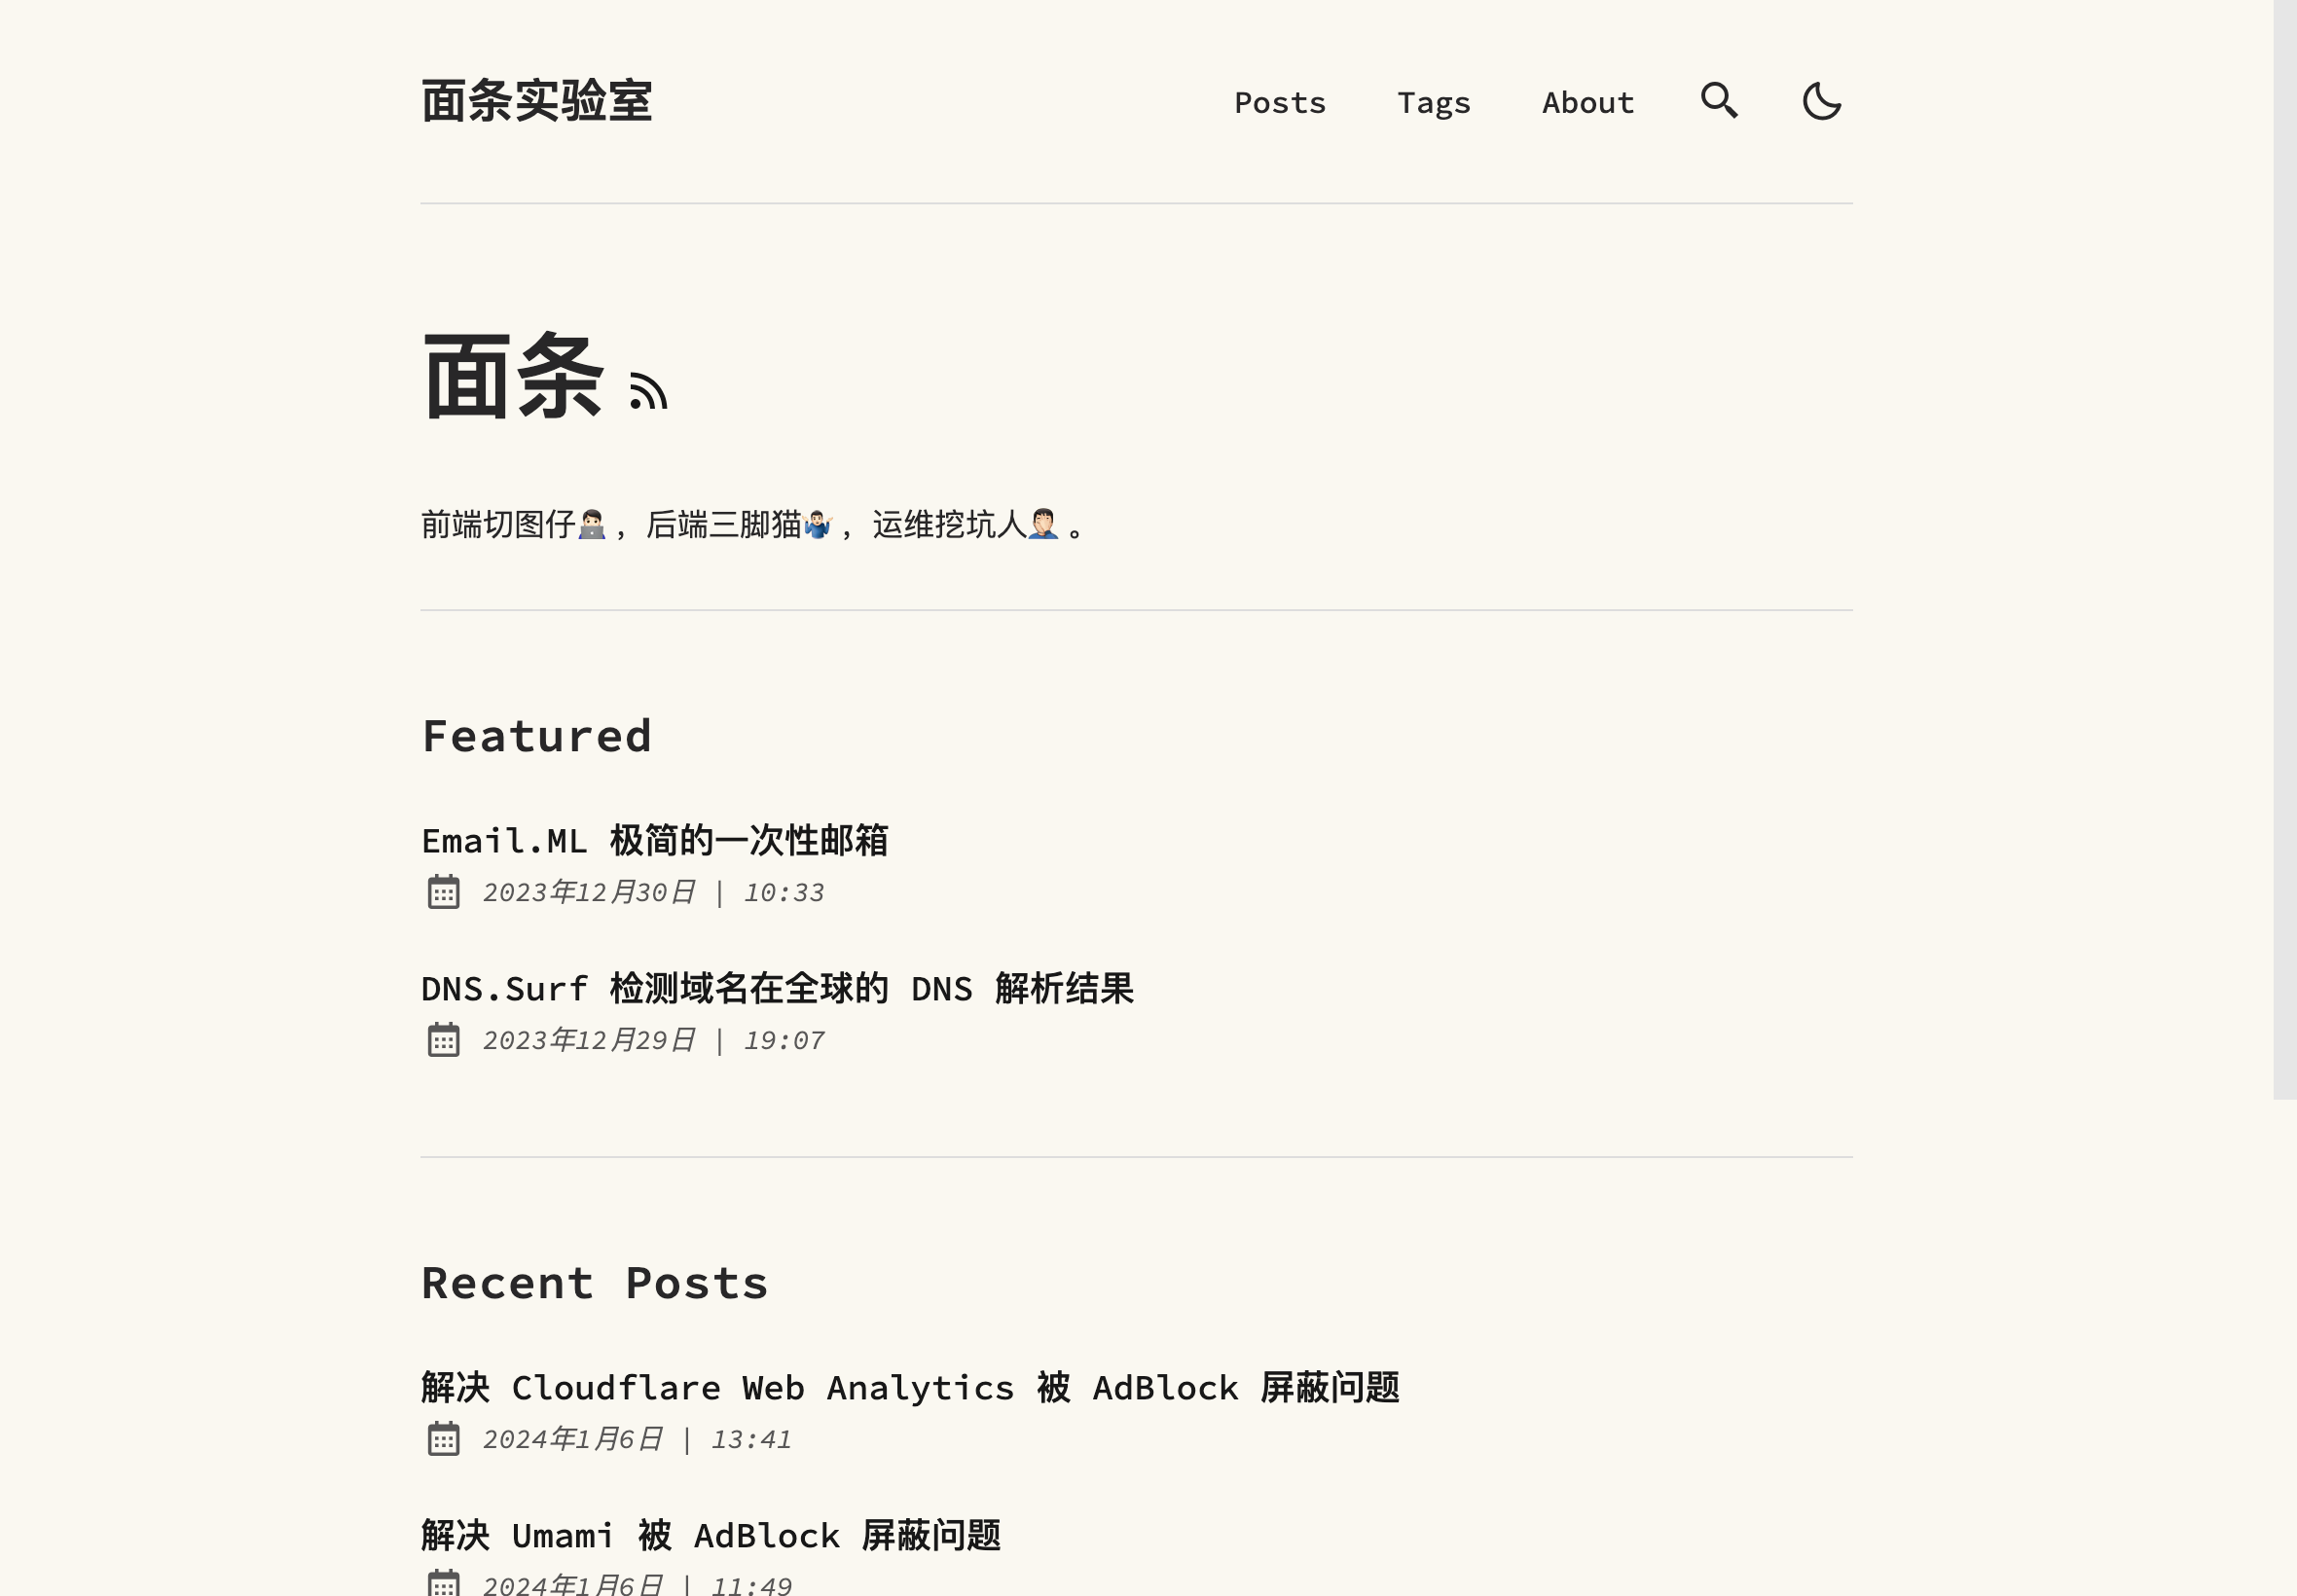 面条实验室
Posts Tags About
面条
前端切图仔👨🏻‍💻，后端三脚猫🤷🏻‍♂️，运维挖坑人🤦🏻‍♂️。
Featured
Email.ML 极简的一次性邮箱
2023年12月30日 | 10:33
DNS.Surf 检测域名在全球的 DNS 解析结果
2023年12月29日 | 19:07
Recent Posts
解决 Cloudflare Web Analytics 被 AdBlock 屏蔽问题
2024年1月6日 | 13:41
解决 Umami 被 AdBlock 屏蔽问题
2024年1月6日 | 11:49